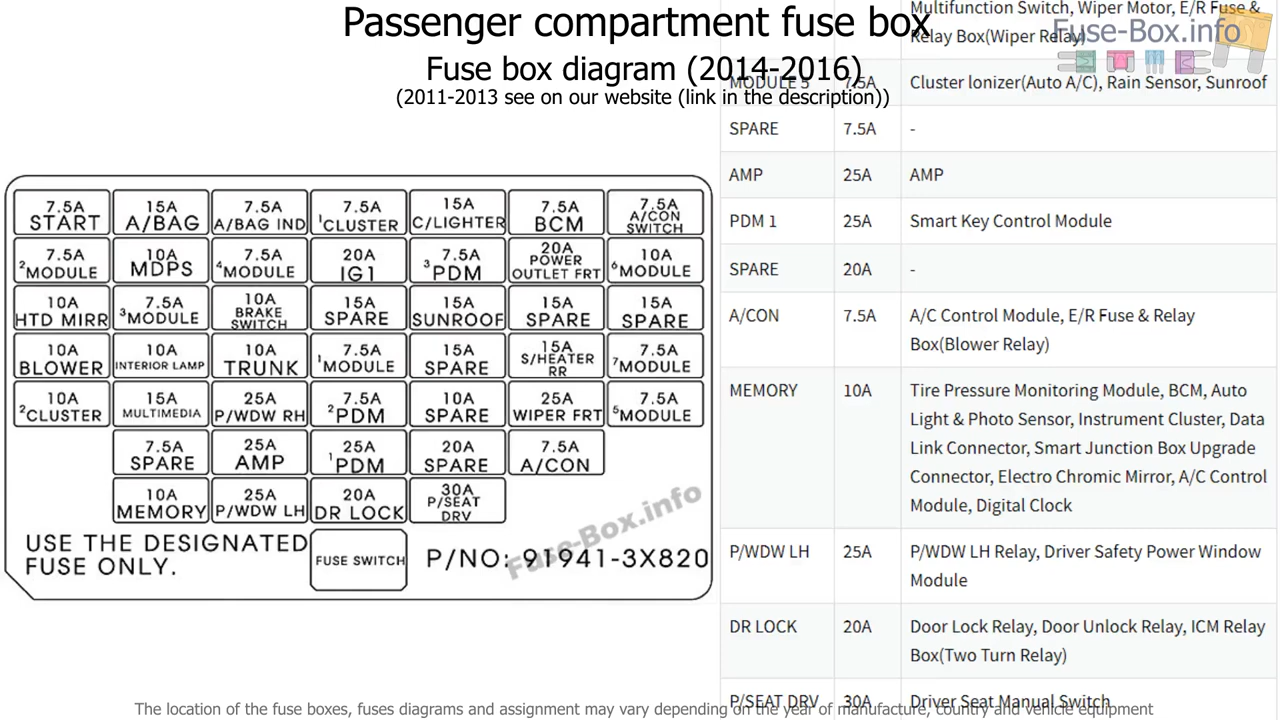 Passenger compartment fuse box
Fuse box diagram (2014-2016)
(2011-2013 see on our website (link in the description))
Fuse-Box.info
7.5A START
15A A/BAG
7.5A A/BAG IND
7.5A 1CLUSTER
15A C/LIGHTER
7.5A BCM
7.5A A/CON SWITCH
7.5A 2MODULE
10A MDPS
7.5A 4MODULE
20A IG1
7.5A 3PDM
20A POWER OUTLET FRT
10A 6MODULE
10A HTD MIRR
7.5A 3MODULE
10A BRAKE SWITCH
15A SPARE
15A SUNROOF
15A SPARE
15A SPARE
10A BLOWER
10A INTERIOR LAMP
10A TRUNK
7.5A 1MODULE
15A SPARE
15A S/HEATER RR
7.5A 7MODULE
10A 2CLUSTER
15A MULTIMEDIA
25A P/WDW RH
7.5A 2PDM
10A SPARE
25A WIPER FRT
7.5A 5MODULE
7.5A SPARE
25A AMP
25A 1PDM
20A SPARE
7.5A A/CON
10A MEMORY
25A P/WDW LH
20A DR LOCK
30A P/SEAT DRV
USE THE DESIGNATED
FUSE ONLY.
FUSE SWITCH
P/NO: 91941-3X820
Fuse-Box.info
Multifunction Switch, Wiper Motor, E/R Fuse &
Relay Box(Wiper Relay)
MODULE 5 7.5A Cluster lonizer(Auto A/C), Rain Sensor, Sunroof
SPARE 7.5A -
AMP 25A AMP
PDM 1 25A Smart Key Control Module
SPARE 20A -
A/CON 7.5A A/C Control Module, E/R Fuse & Relay
Box(Blower Relay)
MEMORY 10A Tire Pressure Monitoring Module, BCM, Auto
Light & Photo Sensor, Instrument Cluster, Data
Link Connector, Smart Junction Box Upgrade
Connector, Electro Chromic Mirror, A/C Control
Module, Digital Clock
P/WDW LH 25A P/WDW LH Relay, Driver Safety Power Window
Module
DR LOCK 20A Door Lock Relay, Door Unlock Relay, ICM Relay
Box(Two Turn Relay)
P/SEAT DRV 30A Driver Seat Manual Switch
The location of the fuse boxes, fuses diagrams and assignment may vary depending on the year of manufacture, country and vehicle equipment